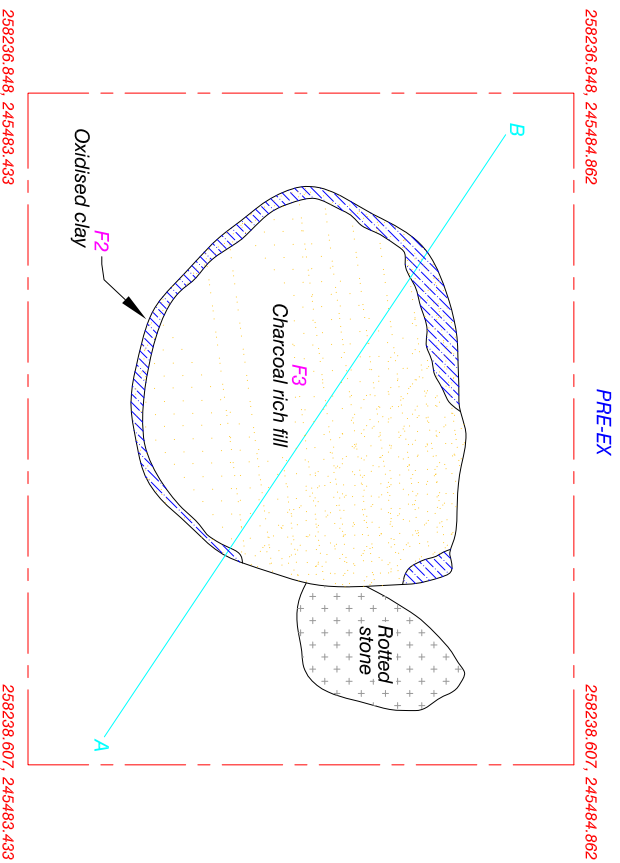 PRE-EX
258236.848, 245484.862
258238.607, 245484.862
B
Rotted
stone
F3
Charcoal rich fill
F2
Oxidised clay
A
258236.848, 245483.433
258238.607, 245483.433